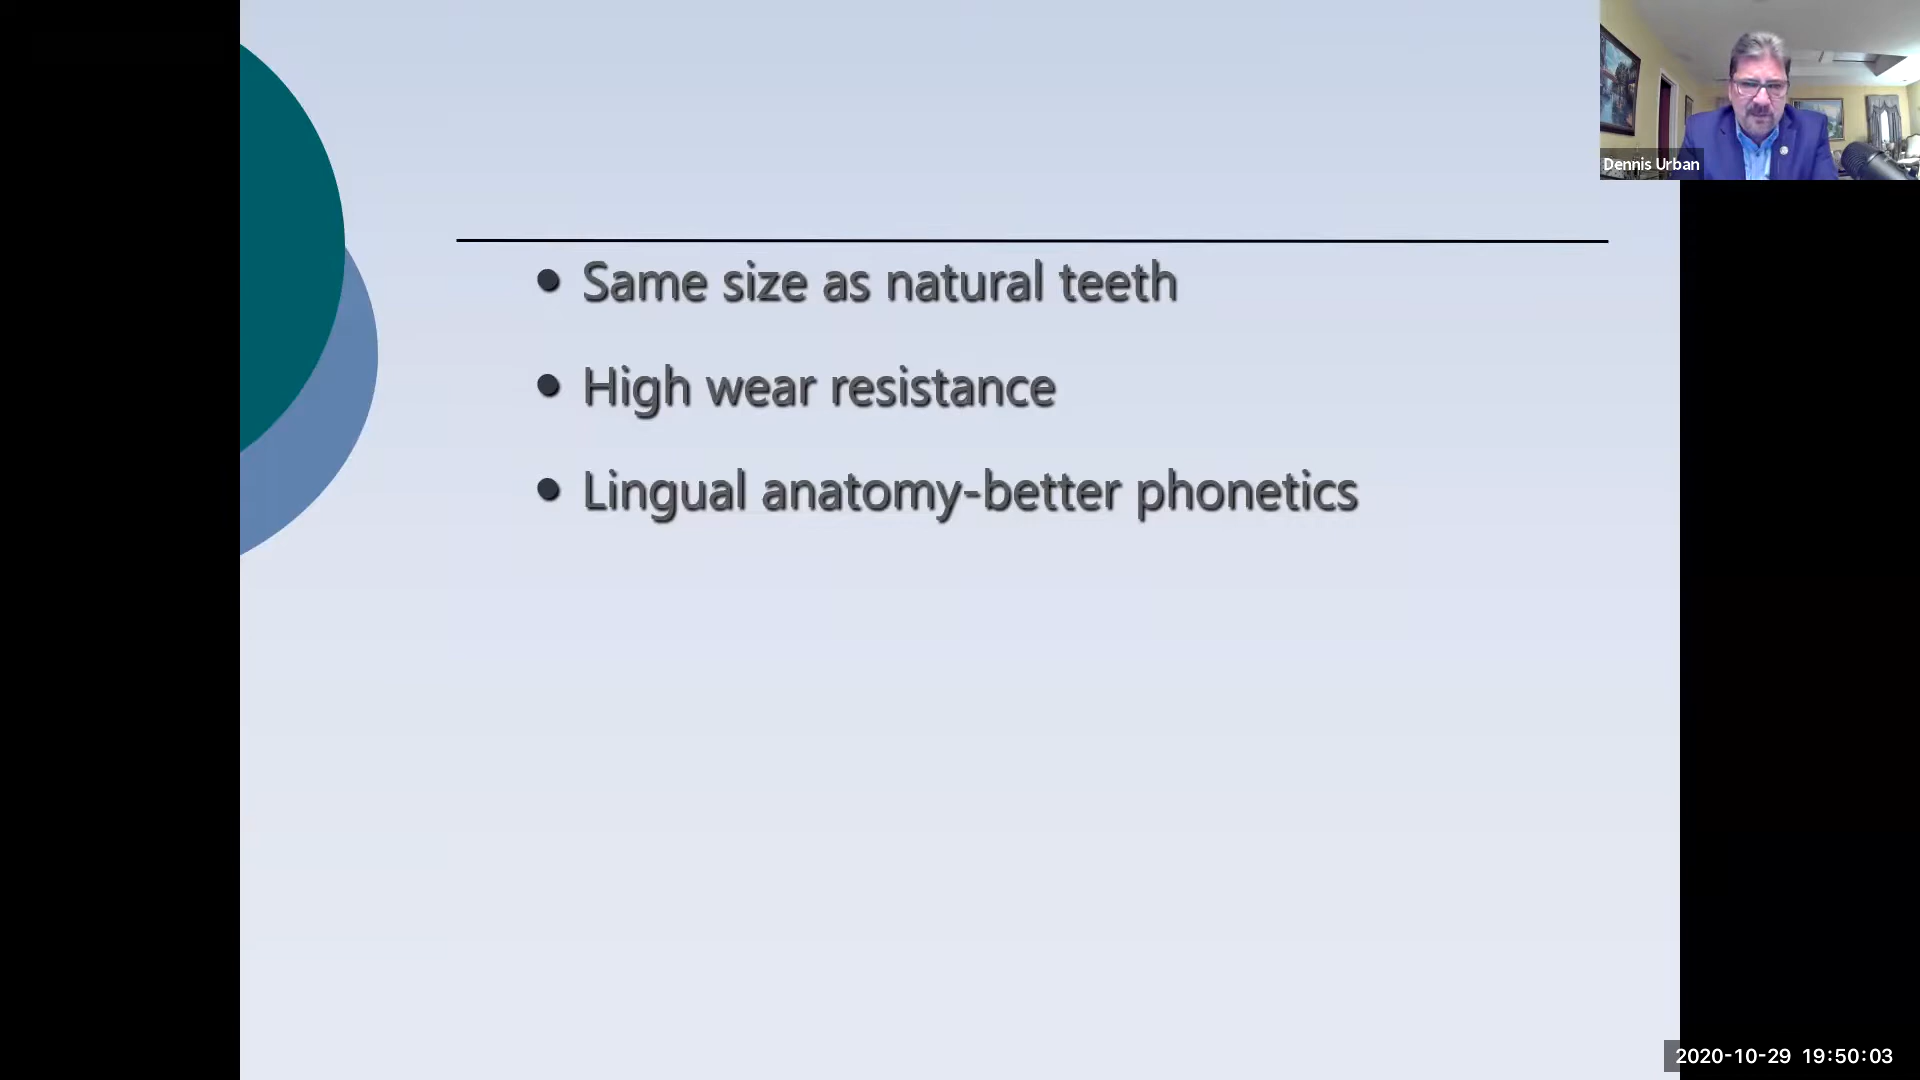 Dennis Urban
• Same size as natural teeth
• High wear resistance
• Lingual anatomy-better phonetics
2020-10-29 19:50:03